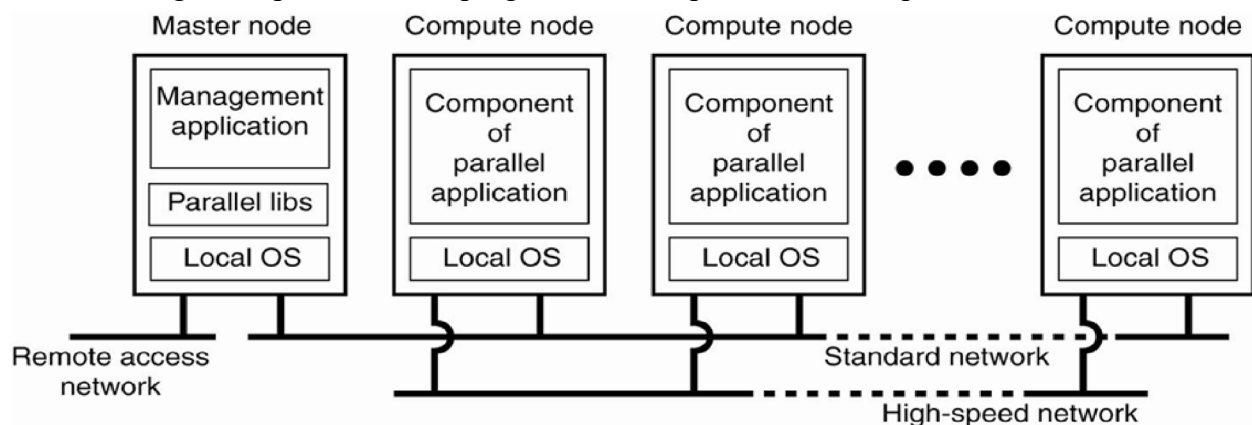 Master node
Compute node
Compute node
Compute node
Management
application
Parallel libs
Local OS
Component
of
parallel
application
Local OS
Component
of
parallel
application
Local OS
Component
of
parallel
application
Local OS
Remote access
network
Standard network
High-speed network